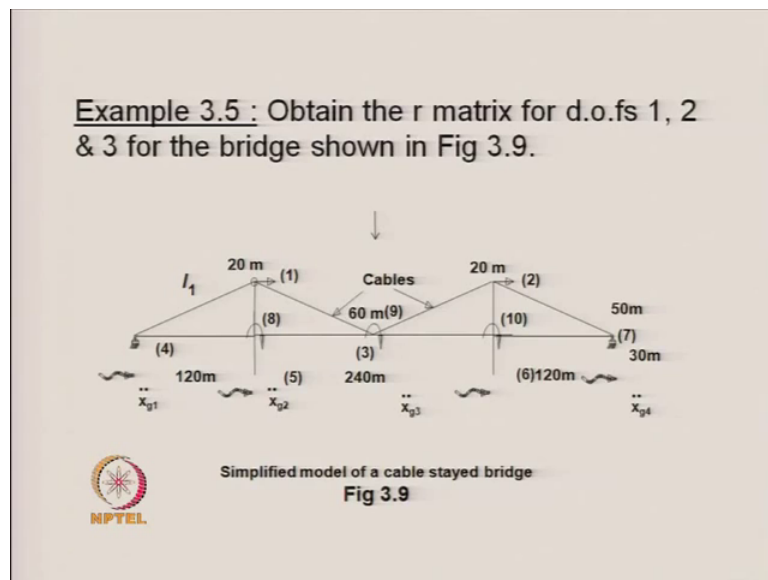 Example 3.5 : Obtain the r matrix for d.o.fs 1, 2
& 3 for the bridge shown in Fig 3.9.
20 m
(1)
20 m
(2)
l1
Cables
50m
60 m(9)
(8)
(10)
(7)
(4)
(3)
30m
120m
(5)
240m
(6)120m
ẍg1
ẍg2
ẍg3
ẍg4
Simplified model of a cable stayed bridge
Fig 3.9
NPTEL